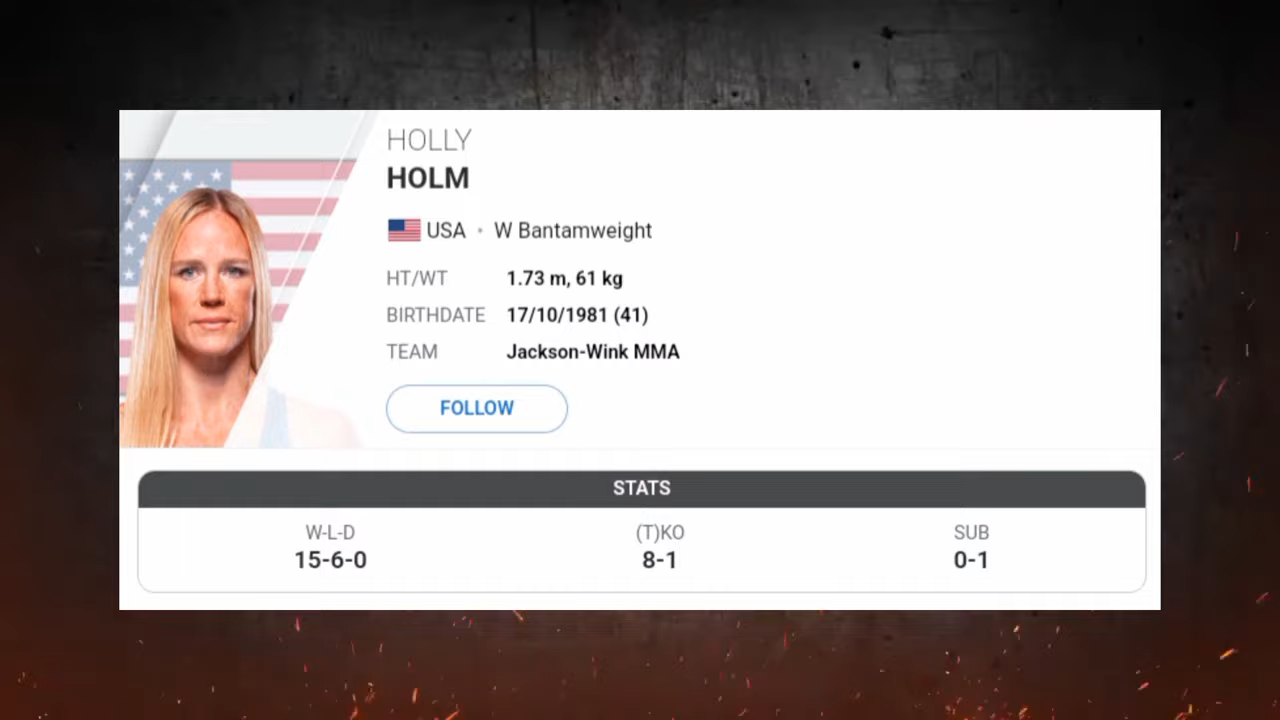 HOLLY
HOLM
USA • W Bantamweight
HT/WT 1.73 m, 61 kg
BIRTHDATE 17/10/1981 (41)
TEAM Jackson-Wink MMA
FOLLOW
STATS
W-L-D (T)KO SUB
15-6-0 8-1 0-1